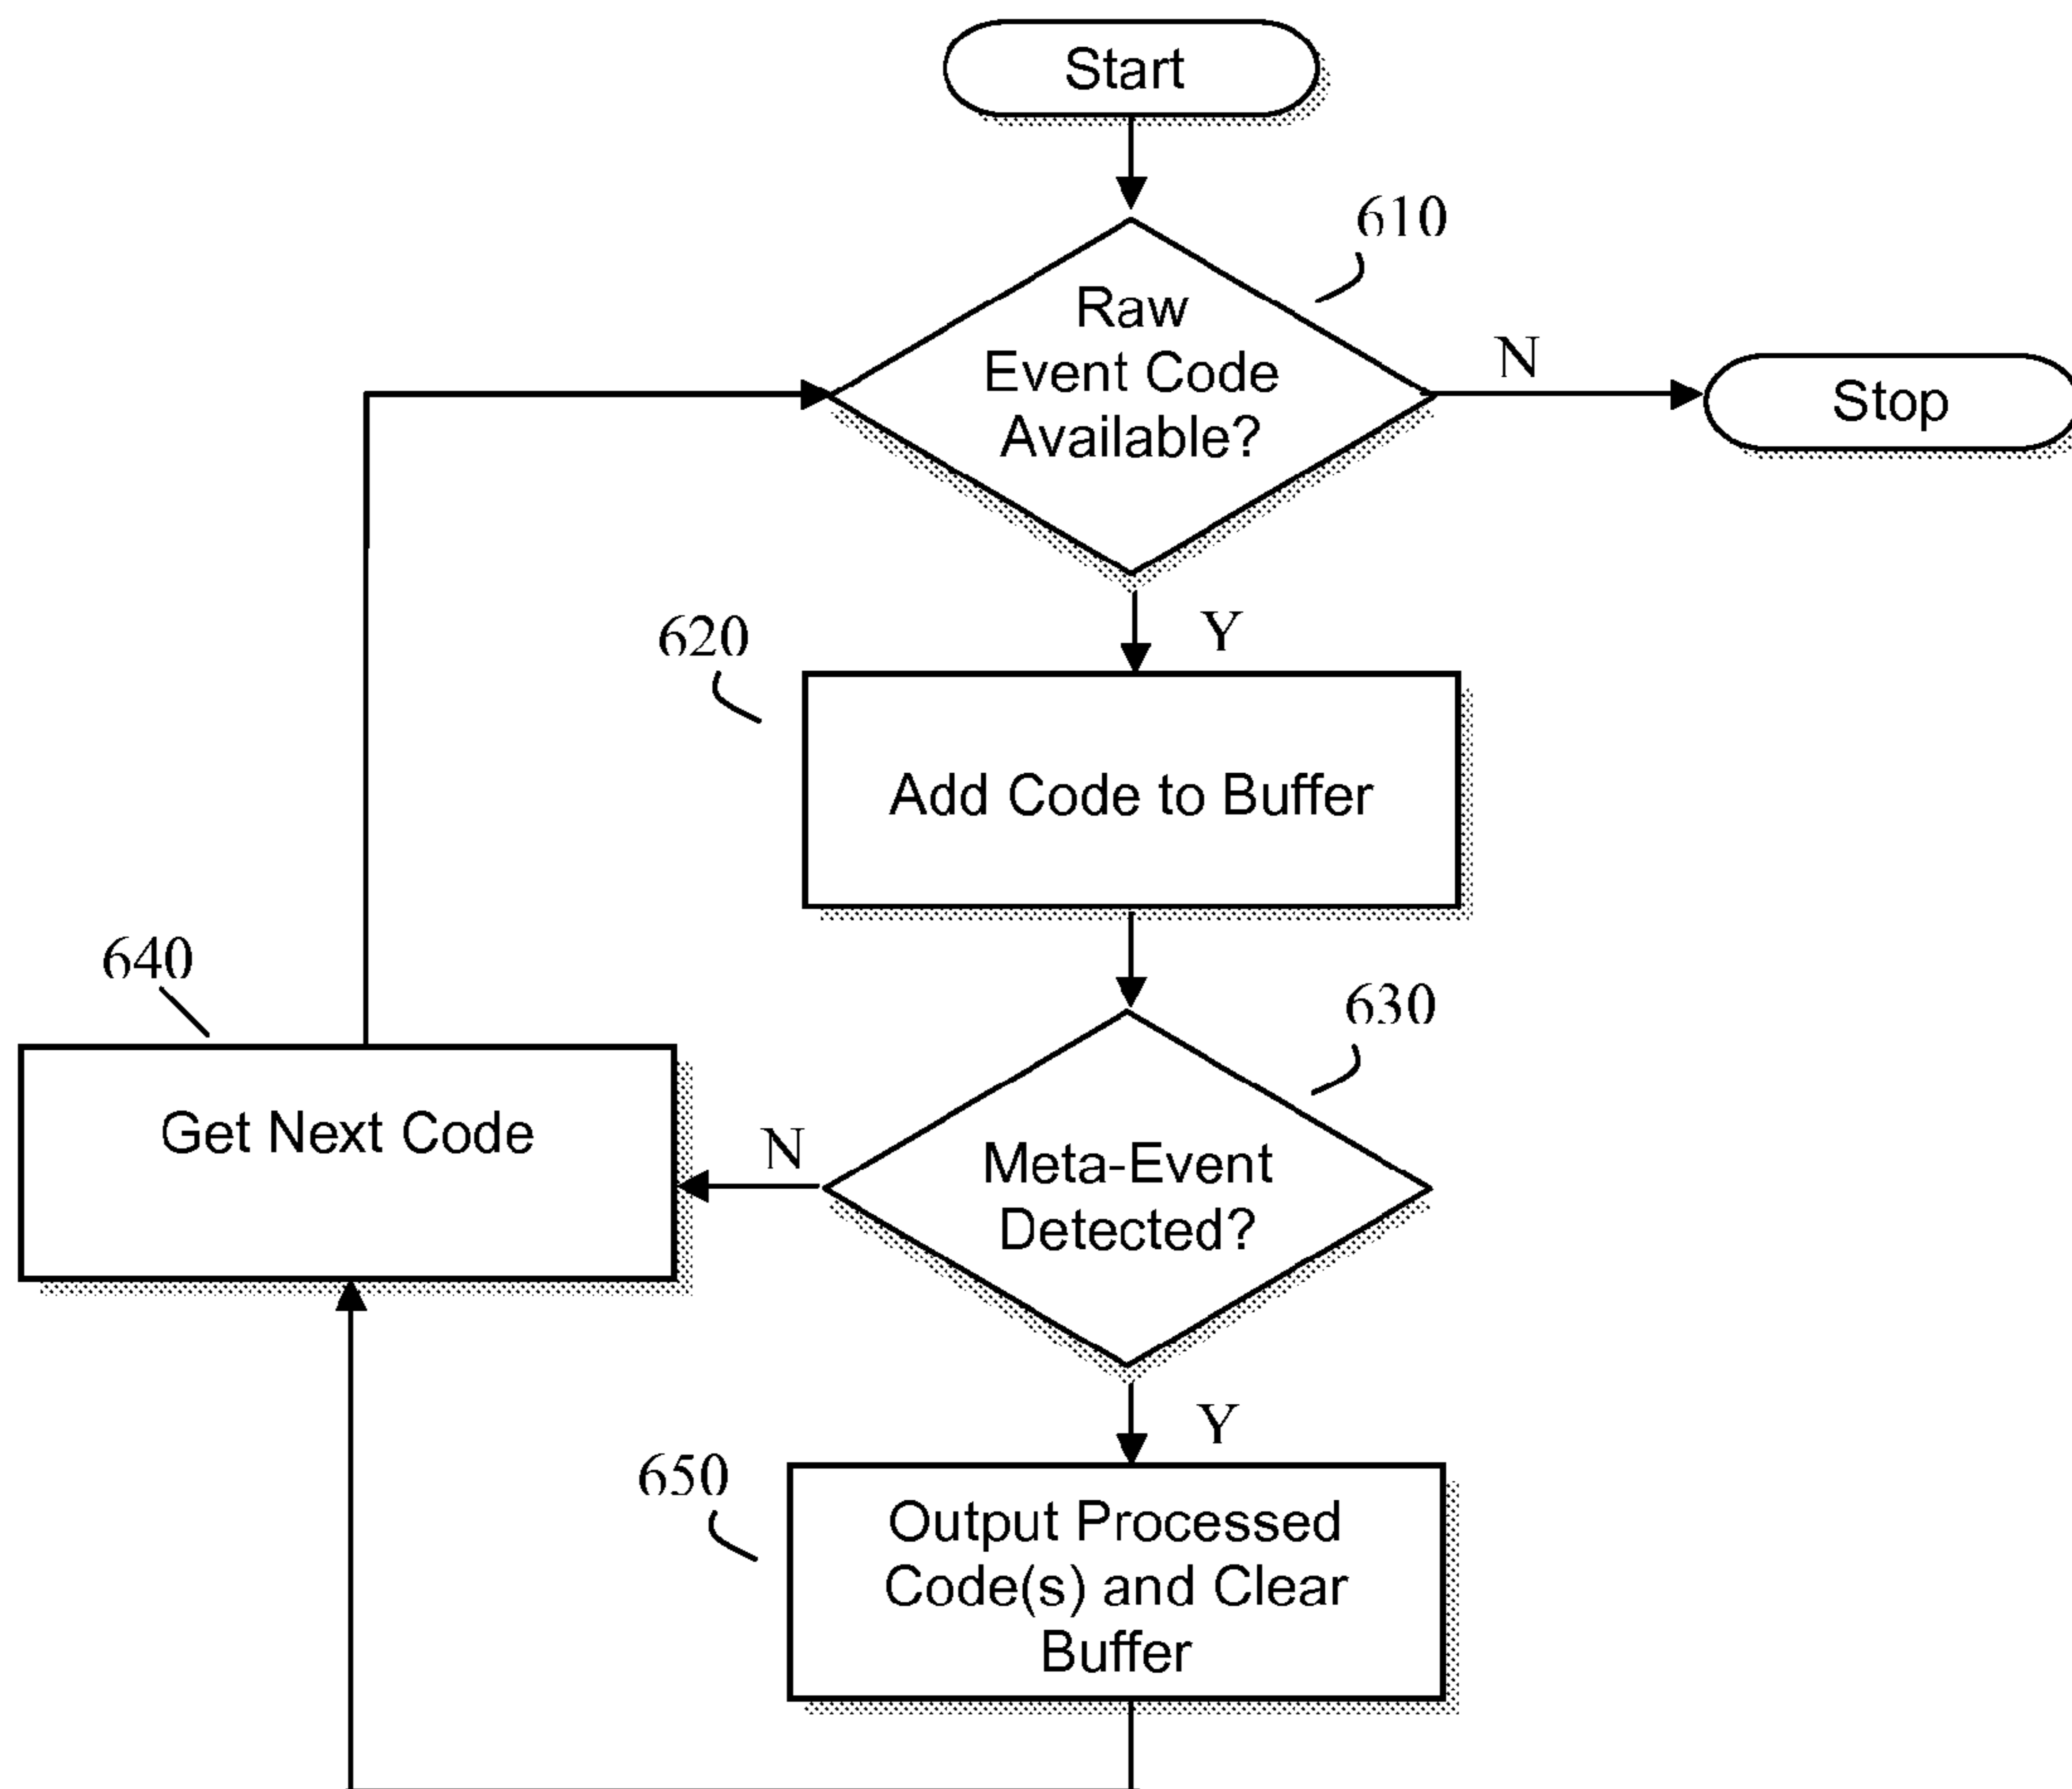 Start
610
Raw
Event Code
Available?
N
Stop
Y
620
Add Code to Buffer
640
630
Get Next Code
N
Meta-Event
Detected?
Y
650
Output Processed
Code(s) and Clear
Buffer